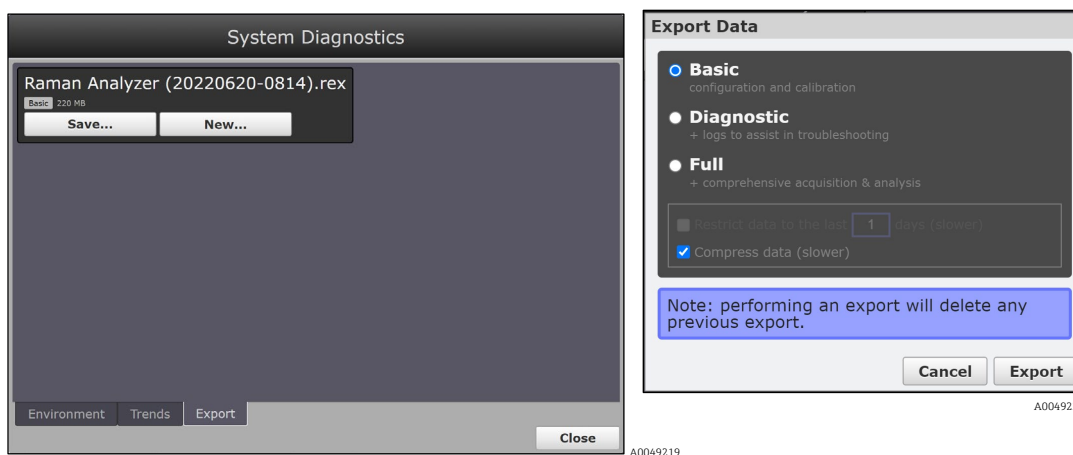 System Diagnostics
Raman Analyzer (20220620-0814).rex
Basic 220 MB
Save... New...
Environment Trends Export
Close
A0049219
Export Data
Basic
configuration and calibration
Diagnostic
+ logs to assist in troubleshooting
Full
+ comprehensive acquisition & analysis
Restrict data to the last 1 days (slower)
Compress data (slower)
Note: performing an export will delete any
previous export.
Cancel Export
A00492